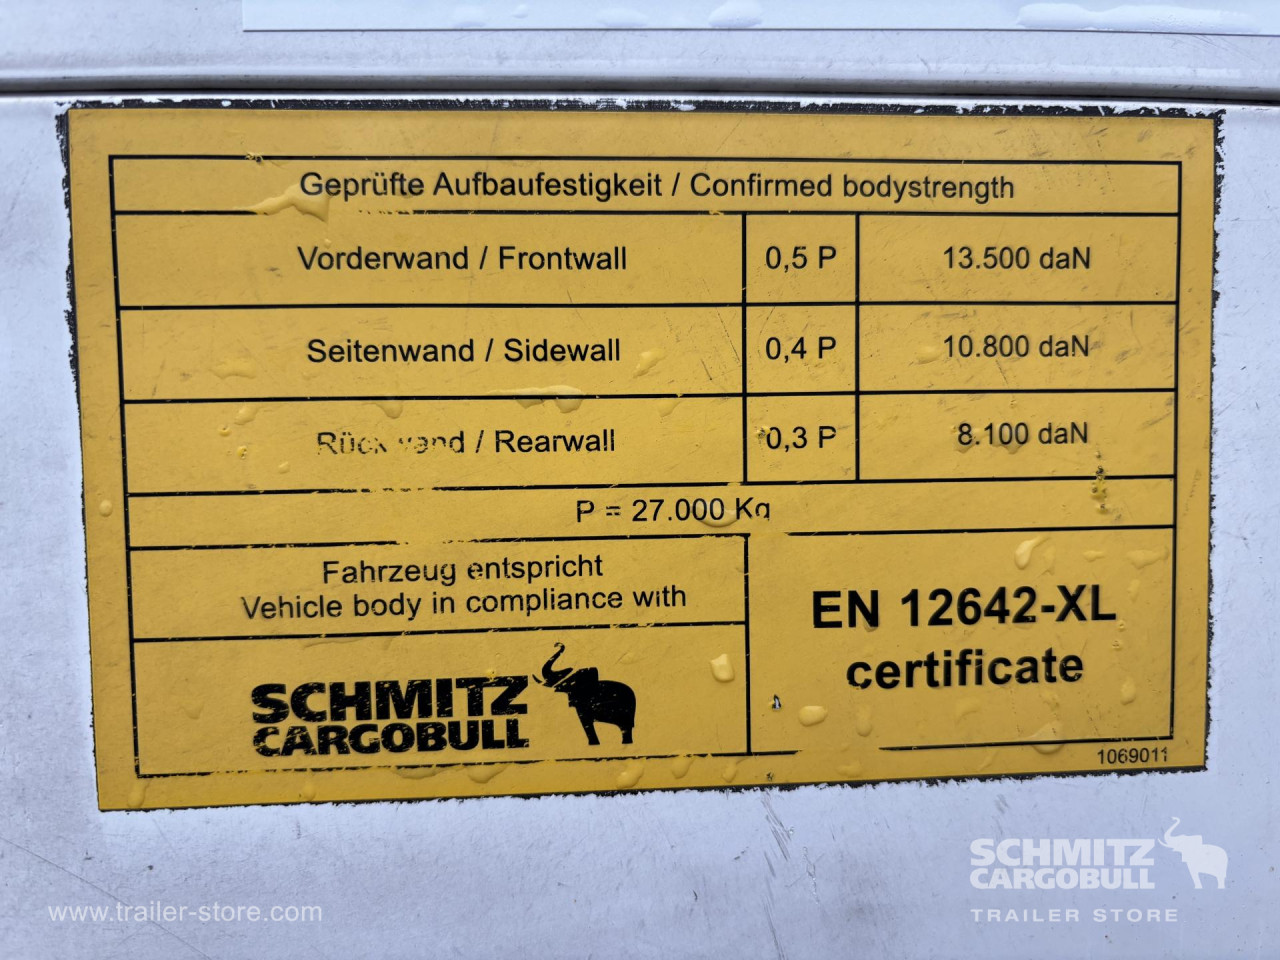 Geprüfte Aufbaufestigkeit / Confirmed bodystrength
Vorderwand / Frontwall 0,5 P 13.500 daN
Seitenwand / Sidewall 0,4 P 10.800 daN
Rückwand / Rearwall 0,3 P 8.100 daN
P = 27.000 Kg
Fahrzeug entspricht
Vehicle body in compliance with
EN 12642-XL
certificate
SCHMITZ
CARGOBULL
1069011
SCHMITZ
CARGOBULL
TRAILER STORE
www.trailer-store.com